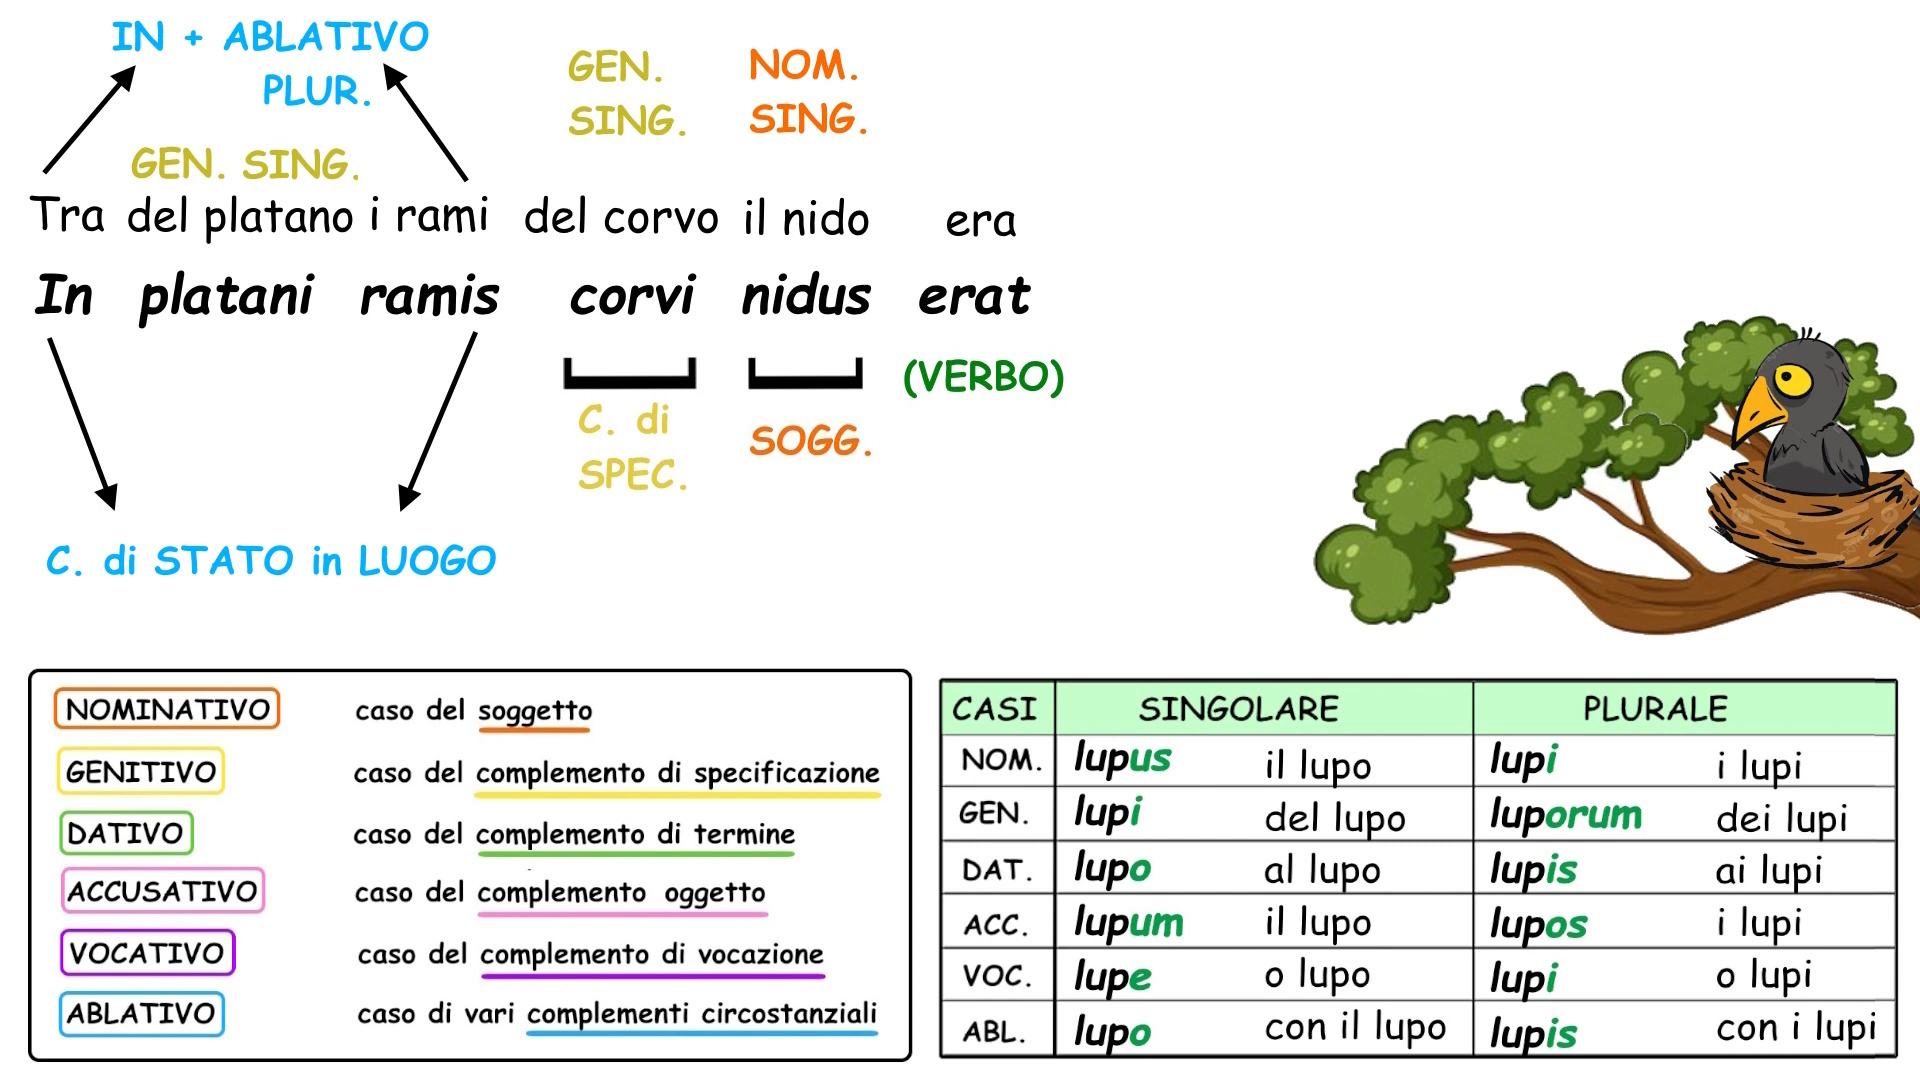 IN + ABLATIVO
PLUR.
GEN.
SING.
NOM.
SING.
GEN. SING.
Tra del platano i rami del corvo il nido era
In platani ramis corvi nidus erat
(VERBO)
C. di
SPEC.
SOGG.
C. di STATO in LUOGO
NOMINATIVO caso del soggetto
GENITIVO caso del complemento di specificazione
DATIVO caso del complemento di termine
ACCUSATIVO caso del complemento oggetto
VOCATIVO caso del complemento di vocazione
ABLATIVO caso di vari complementi circostanziali
CASI SINGOLARE PLURALE
NOM. lupus il lupo lupi i lupi
GEN. lupi del lupo luporum dei lupi
DAT. lupo al lupo lupis ai lupi
ACC. lupum il lupo lupos i lupi
VOC. lupe o lupo lupi o lupi
ABL. lupo con il lupo lupis con i lupi